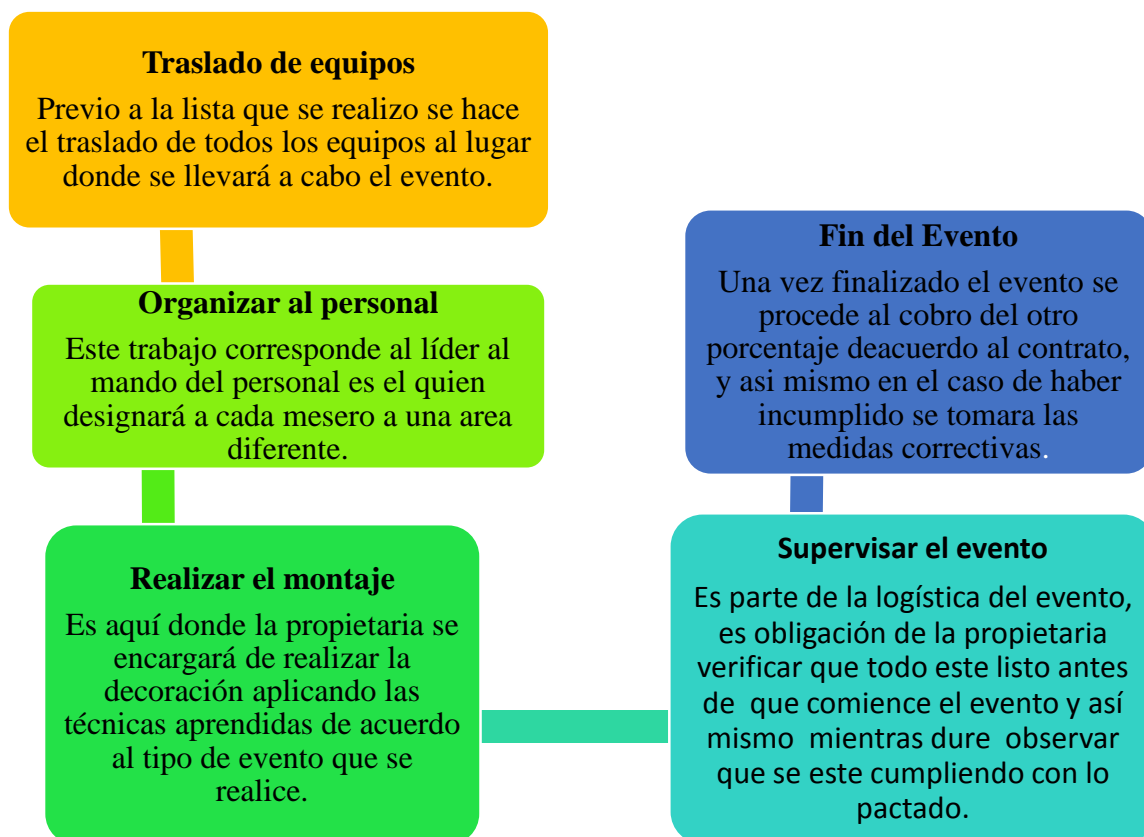 Traslado de equipos
Previo a la lista que se realizo se hace
el traslado de todos los equipos al lugar
donde se llevará a cabo el evento.
Organizar al personal
Este trabajo corresponde al líder al
mando del personal es el quien
designará a cada mesero a una area
diferente.
Realizar el montaje
Es aquí donde la propietaria se
encargará de realizar la
decoración aplicando las
técnicas aprendidas de acuerdo
al tipo de evento que se
realice.
Supervisar el evento
Es parte de la logística del evento,
es obligación de la propietaria
verificar que todo este listo antes
de que comience el evento y así
mismo mientras dure observar
que se este cumpliendo con lo
pactado.
Fin del Evento
Una vez finalizado el evento se
procede al cobro del otro
porcentaje deacuerdo al contrato,
y asi mismo en el caso de haber
incumplido se tomara las
medidas correctivas.